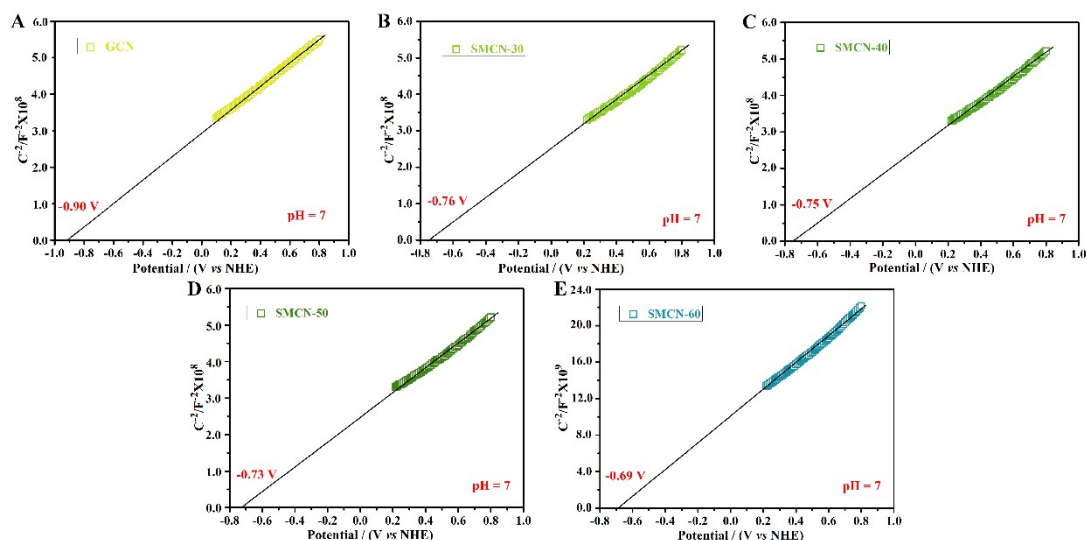 A
GCN
C⁻²/F⁻²X10⁸
6.0
5.0
4.0
3.0
2.0
1.0
0.0
-0.90 V
pH = 7
-1.0 -0.8 -0.6 -0.4 -0.2 0.0 0.2 0.4 0.6 0.8 1.0
Potential / (V vs NHE)
B
SMCN-30
C⁻²/F⁻²X10⁸
6.0
5.0
4.0
3.0
2.0
1.0
0.0
-0.76 V
pH = 7
-0.8 -0.6 -0.4 -0.2 0.0 0.2 0.4 0.6 0.8 1.0
Potential / (V vs NHE)
C
SMCN-40
C⁻²/F⁻²X10⁸
6.0
5.0
4.0
3.0
2.0
1.0
0.0
-0.75 V
pH = 7
-0.8 -0.6 -0.4 -0.2 0.0 0.2 0.4 0.6 0.8 1.0
Potential / (V vs NHE)
D
SMCN-50
C⁻²/F⁻²X10⁸
6.0
5.0
4.0
3.0
2.0
1.0
0.0
-0.73 V
pH = 7
-0.8 -0.6 -0.4 -0.2 0.0 0.2 0.4 0.6 0.8 1.0
Potential / (V vs NHE)
E
SMCN-60
C⁻²/F⁻²X10⁹
24.0
20.0
16.0
12.0
8.0
4.0
0.0
-0.69 V
pH = 7
-0.8 -0.6 -0.4 -0.2 0.0 0.2 0.4 0.6 0.8 1.0
Potential / (V vs NHE)